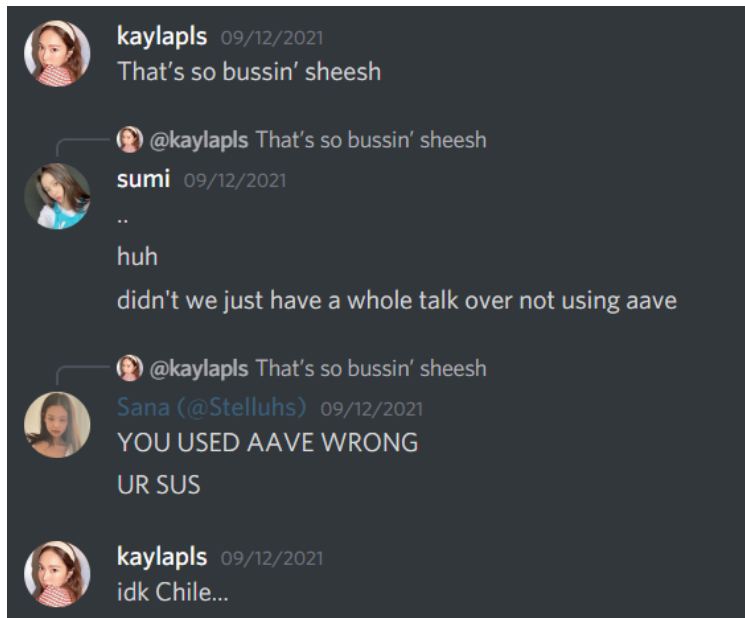 kaylapls 09/12/2021
That’s so bussin’ sheesh
@kaylapls That’s so bussin’ sheesh
sumi 09/12/2021
..
huh
didn't we just have a whole talk over not using aave
@kaylapls That’s so bussin’ sheesh
Sana (@Stelluhs) 09/12/2021
YOU USED AAVE WRONG
UR SUS
kaylapls 09/12/2021
idk Chile...